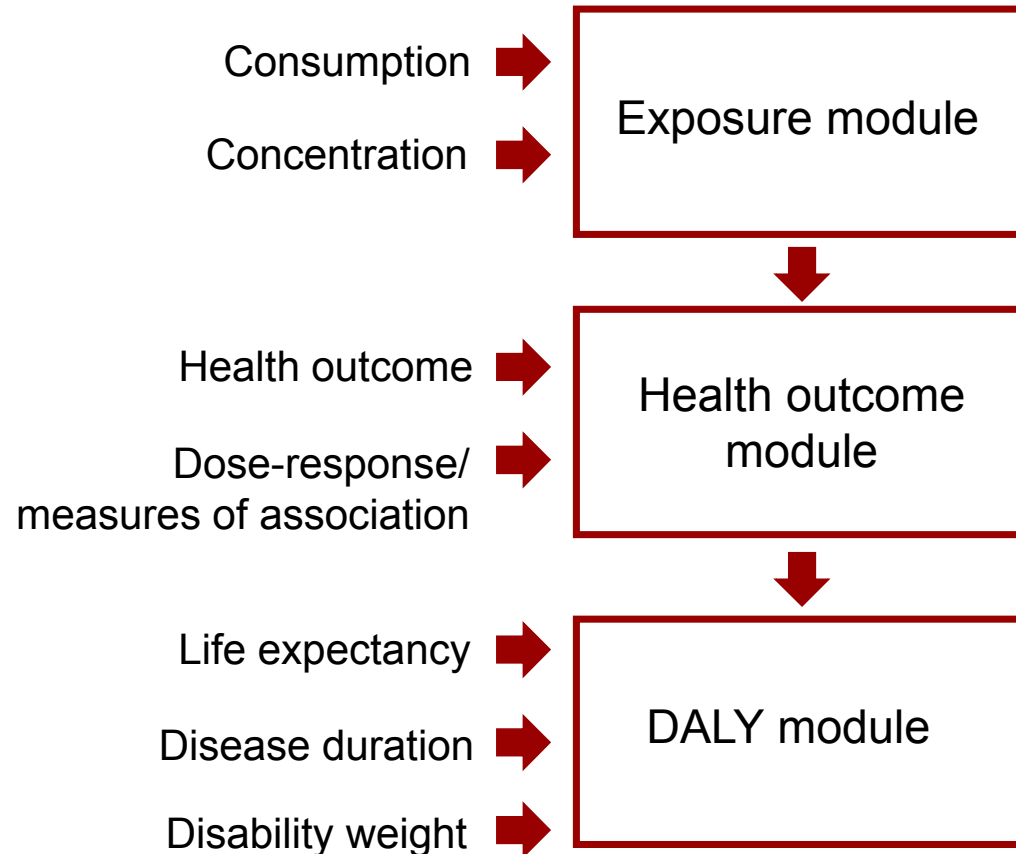 Consumption
Concentration
Exposure module
Health outcome
Dose-response/
measures of association
Health outcome
module
Life expectancy
Disease duration
Disability weight
DALY module